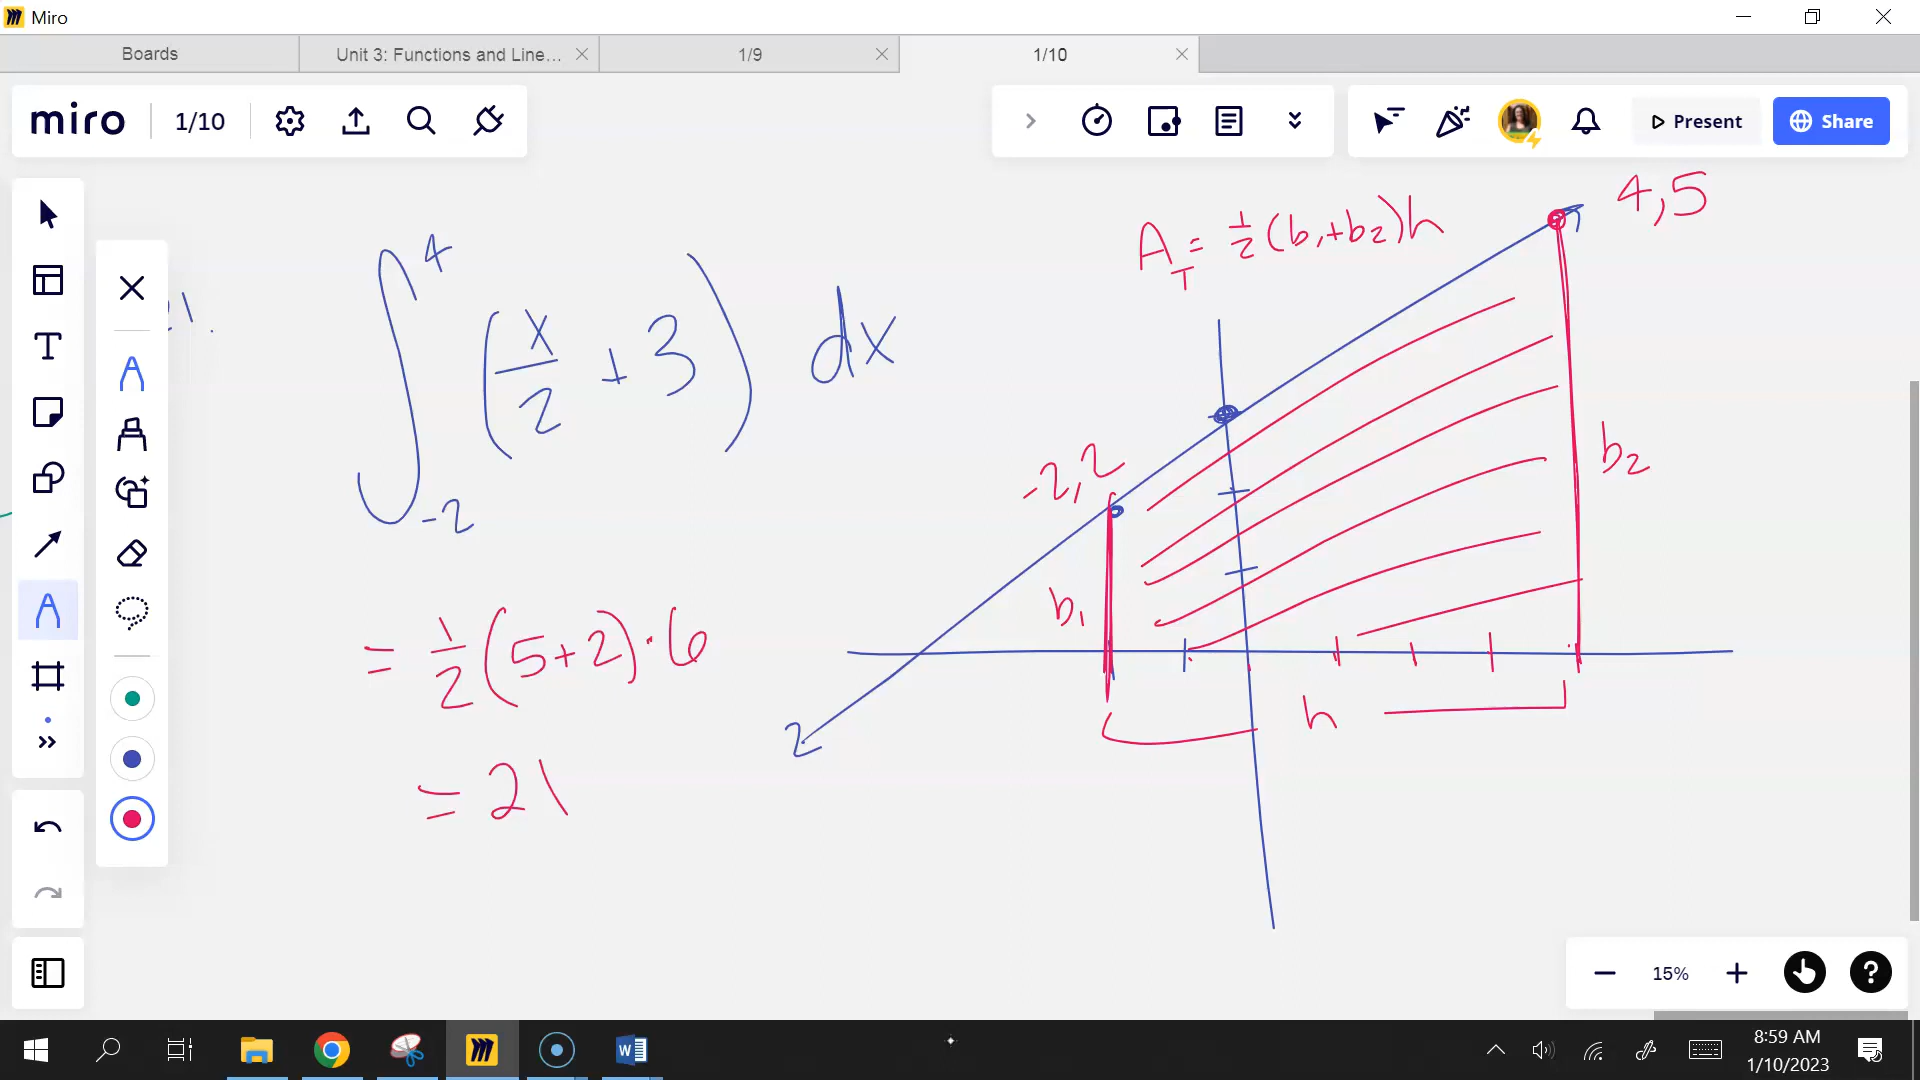 Miro
Boards
Unit 3: Functions and Line...
1/9
1/10
miro
1/10
Present
Share
∫_{-2}^{4} (x/2 + 3) dx
= 1/2 (5+2)·6
= 21
A_T = 1/2 (b₁+b₂)h
4,5
-2,2
b₁
b₂
h
15%
8:59 AM
1/10/2023